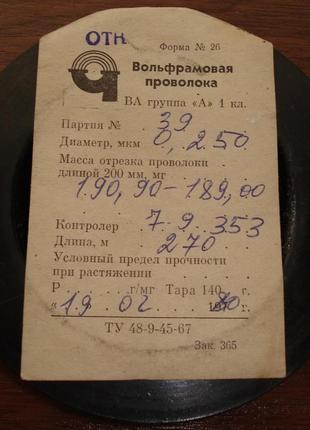 ОТК
Форма № 26
Вольфрамовая
проволока
ВА группа «А» 1 кл.
Партия № 39
Диаметр, мкм 0,250
Масса отрезка проволоки
длиной 200 мм, мг
190,90-189,00
Контролер 79 353
Длина, м 270
Условный предел прочности
при растяжении
Р . . . . . . г/мг Тара 140 . г.
« 19 02 г.
ТУ 48-9-45-67
Зак. 365